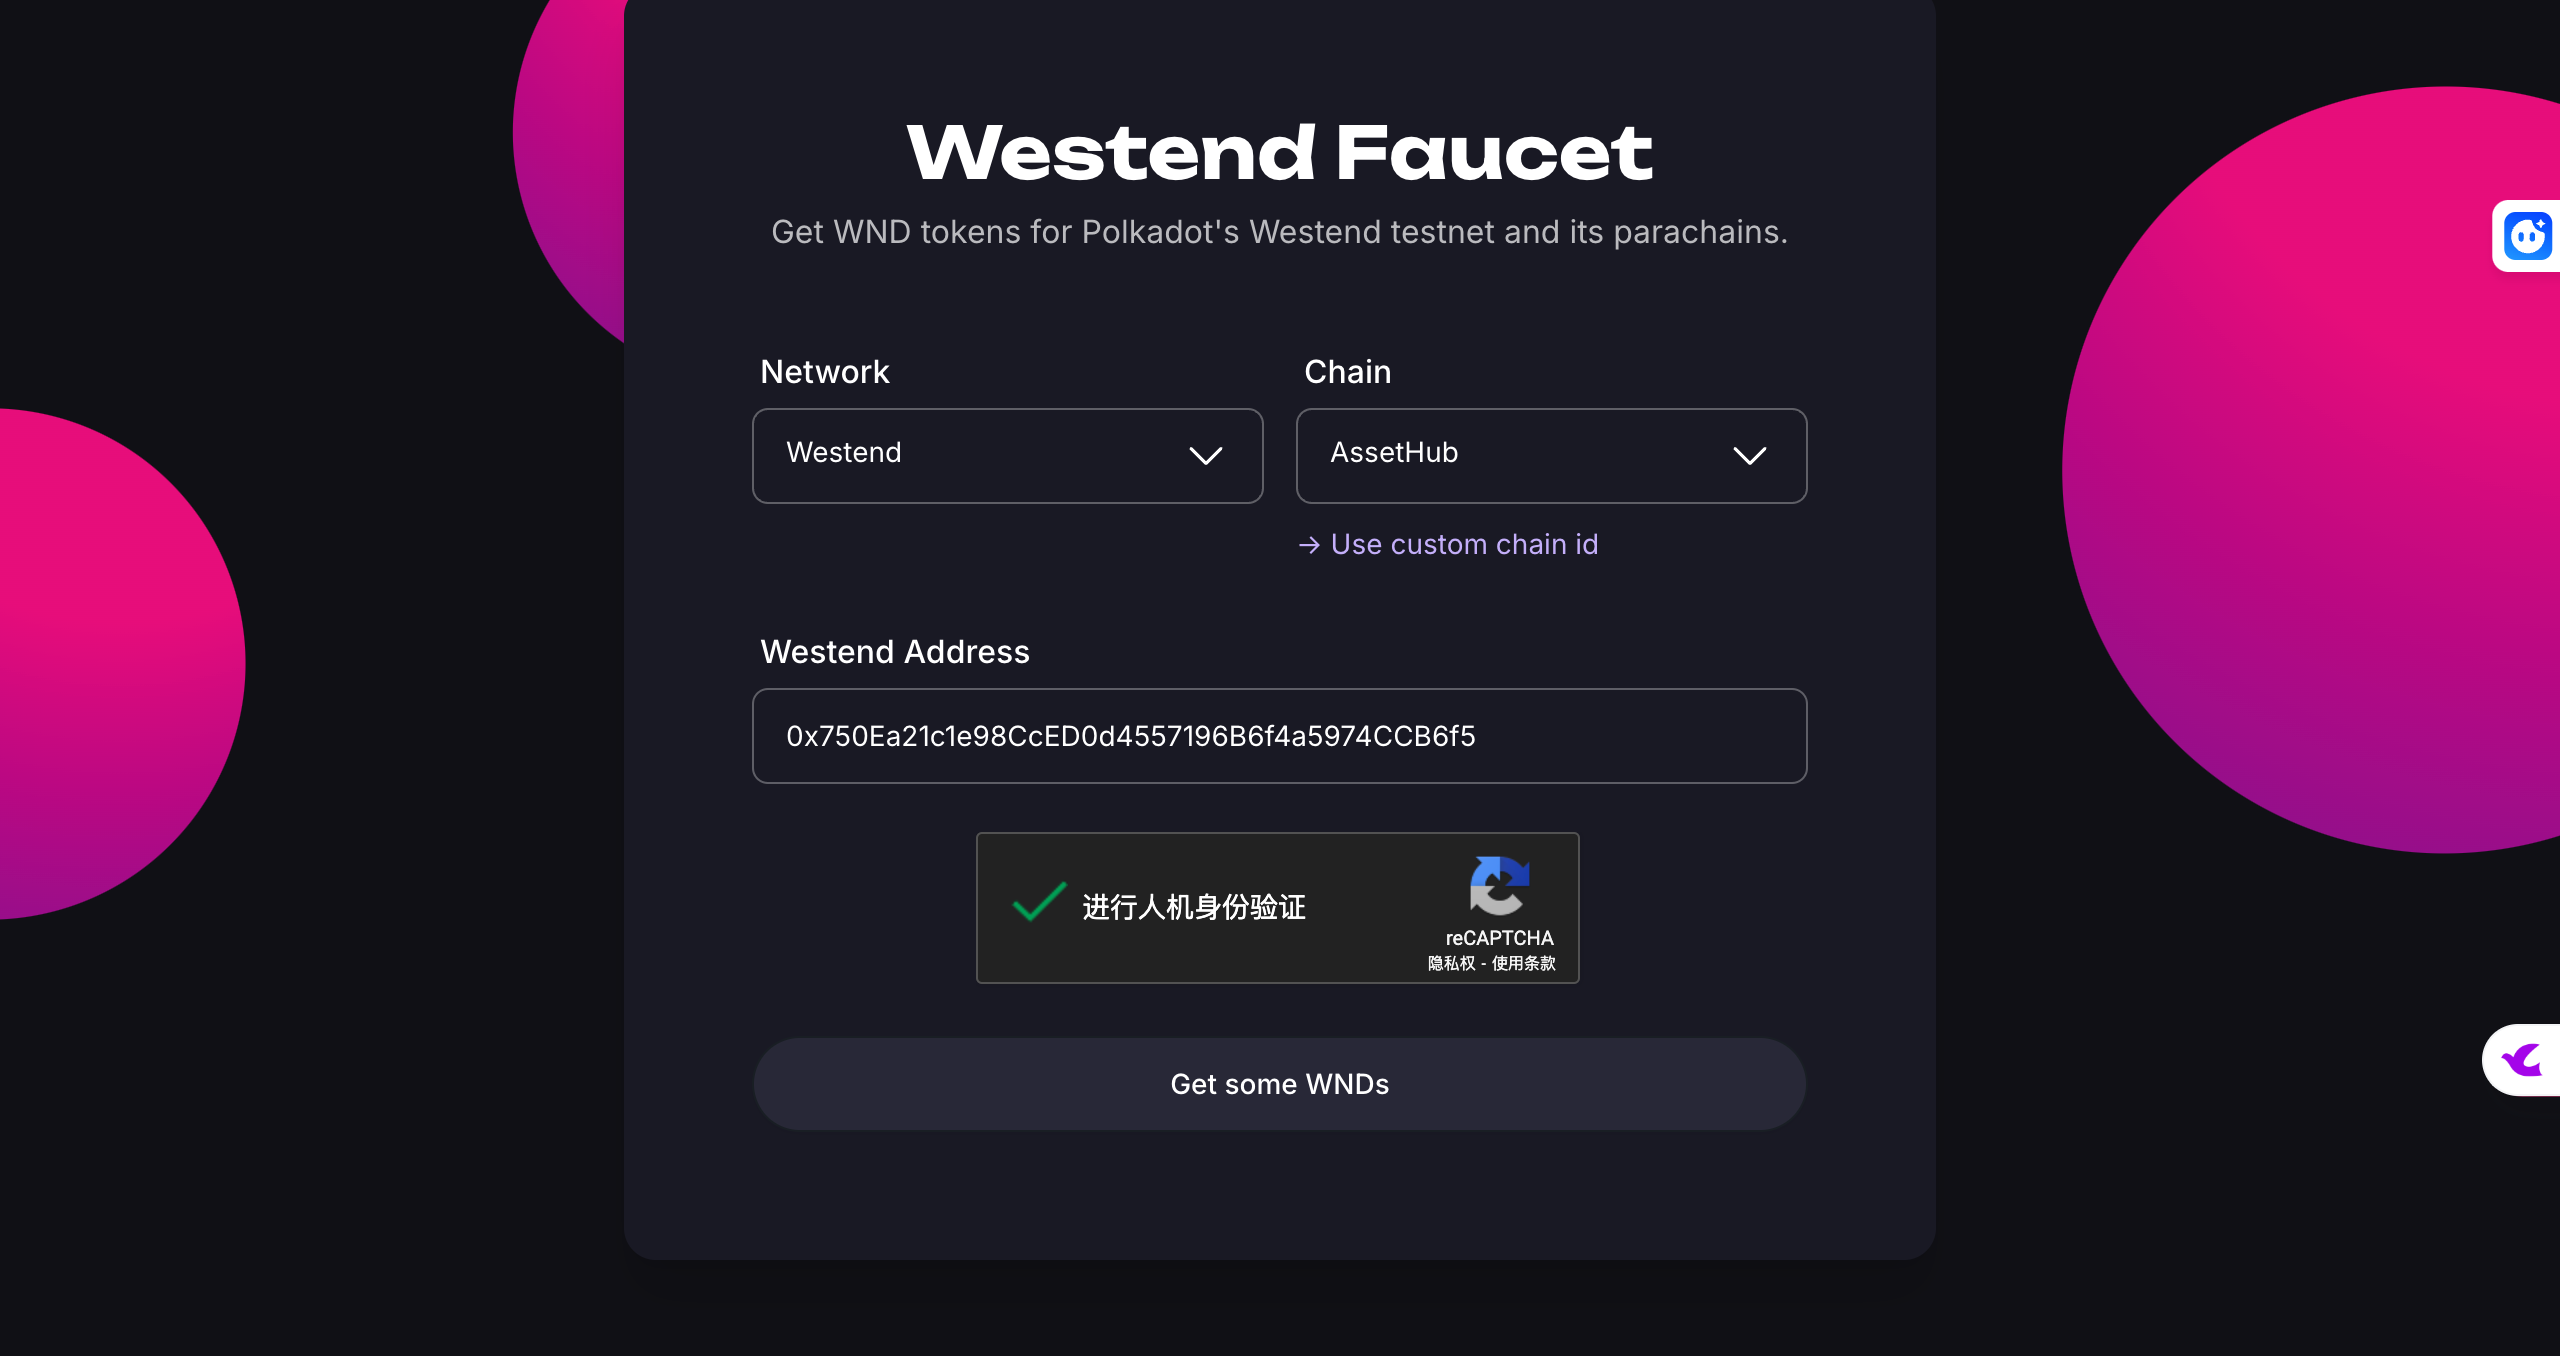 Westend Faucet
Get WND tokens for Polkadot's Westend testnet and its parachains.
Network
Chain
Westend
AssetHub
→ Use custom chain id
Westend Address
0x750Ea21c1e98CcED0d4557196B6f4a5974CCB6f5
进行人机身份验证
reCAPTCHA
隐私权 - 使用条款
Get some WNDs